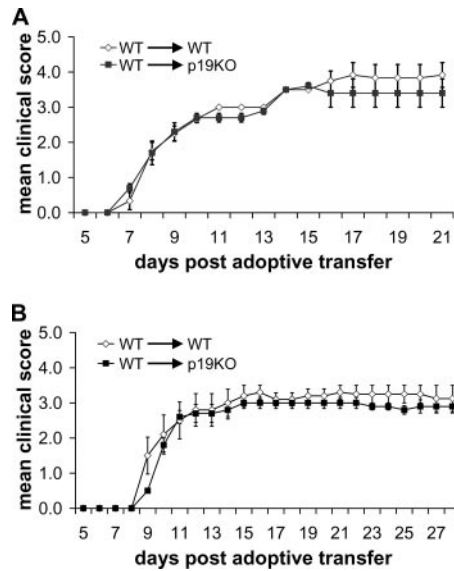 A
mean clinical score
5.0
4.0
3.0
2.0
1.0
0.0
WT WT
WT p19KO
5 7 9 11 13 15 17 19 21
days post adoptive transfer
B
mean clinical score
5.0
4.0
3.0
2.0
1.0
0.0
WT WT
WT p19KO
5 7 9 11 13 15 17 19 21 23 25 27
days post adoptive transfer